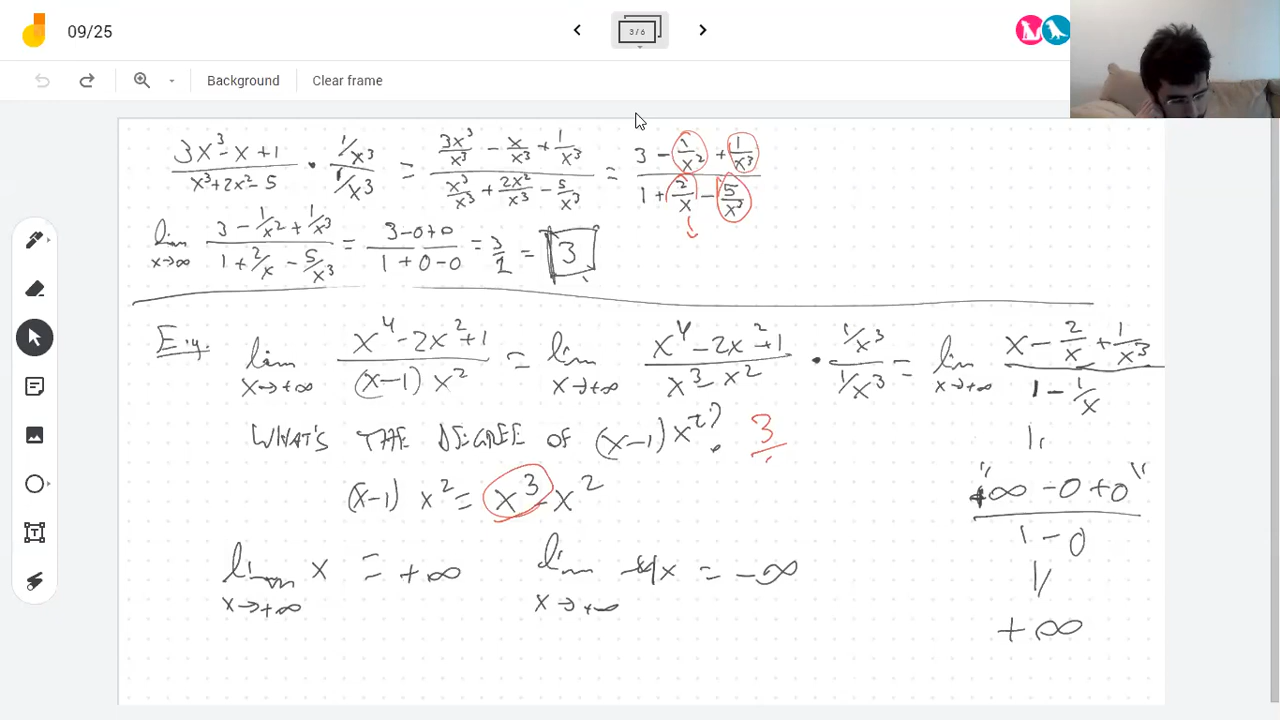 09/25
3/6
Background
Clear frame
(3x³ - x + 1)/(x³ + 2x² - 5) • (1/x³)/(1/x³) = (3x³/x³ - x/x³ + 1/x³)/(x³/x³ + 2x²/x³ - 5/x³) = (3 - 1/x² + 1/x³)/(1 + 2/x - 5/x³)
lim x→∞ (3 - 1/x² + 1/x³)/(1 + 2/x - 5/x³) = (3 - 0 + 0)/(1 + 0 - 0) = 3/1 = 3
E.g. lim x→+∞ (x⁴ - 2x² + 1)/((x-1) x²) = lim x→+∞ (x⁴ - 2x² + 1)/(x³ x²) • (1/x³)/(1/x³) = lim x→+∞ (x - 2/x + 1/x³)/(1 - 1/x)
WHAT'S THE DEGREE OF (x-1)x²? 3
(x-1) x² = x³ - x²
"(+∞ - 0 + 0)/(1 - 0)"
lim x→+∞ x = +∞ lim x→+∞ x = -∞
+∞